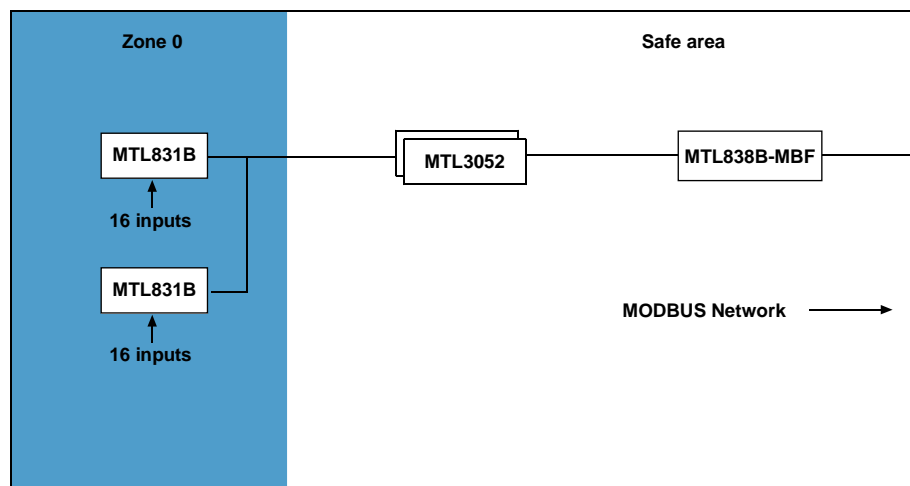 Zone 0
Safe area
MTL831B
MTL3052
MTL838B-MBF
16 inputs
MTL831B
MODBUS Network
16 inputs